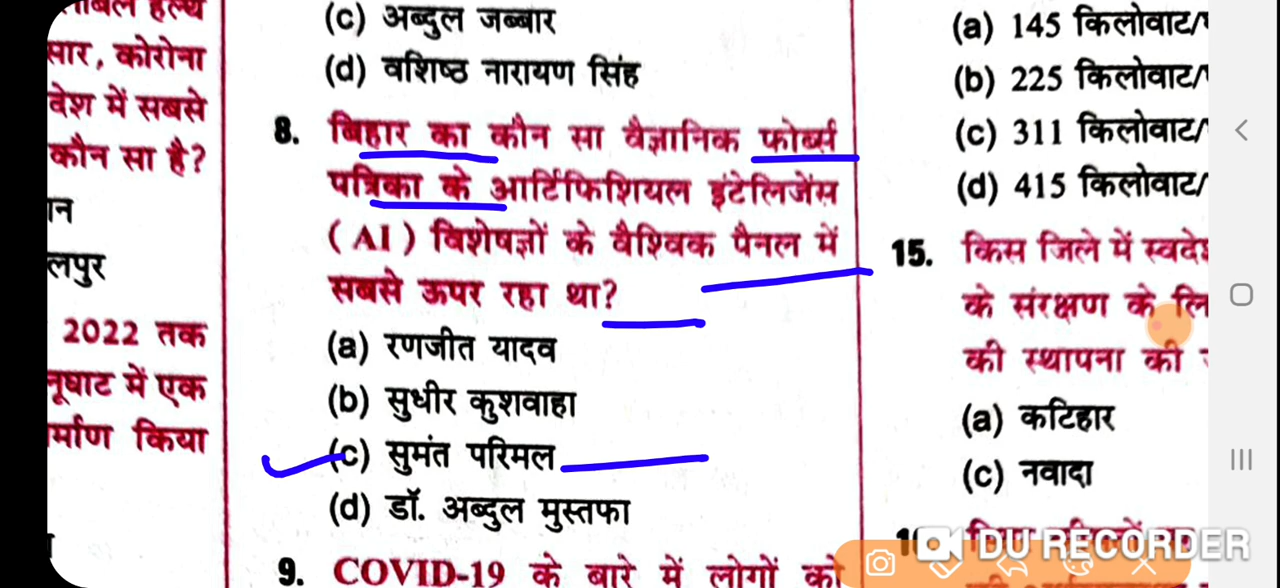 सार, कोरोना
देश में सबसे
कौन सा है?
लपुर
2022 तक
में एक
किया
(c) अब्दुल जब्बार
(d) वशिष्ठ नारायण सिंह
8. बिहार का कौन सा वैज्ञानिक फोर्ब्स
पत्रिका के आर्टिफिशियल इंटेलिजेंस
(AI) विशेषज्ञों के वैश्विक पैनल में
सबसे ऊपर रहा था?
(a) रणजीत यादव
(b) सुधीर कुशवाहा
(c) सुमंत परिमल
(d) डॉ. अब्दुल मुस्तफा
9. COVID-19 के बारे में लोगों को
(a) 145 किलोवाट/
(b) 225 किलोवाट/
(c) 311 किलोवाट/
(d) 415 किलोवाट/
15. किस जिले में स्वदे
के संरक्षण के लि
की स्थापना की
(a) कटिहार
(c) नवादा
DU RECORDER